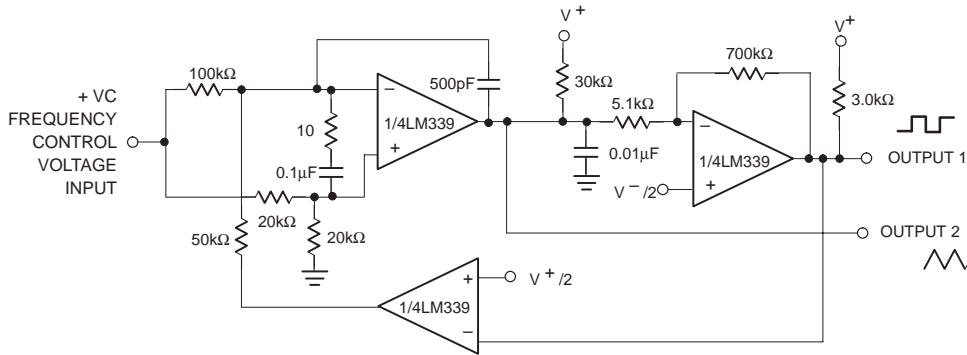 V+
V+
700kΩ
100kΩ
500pF
30kΩ
3.0kΩ
5.1kΩ
+ VC
FREQUENCY
CONTROL
VOLTAGE
INPUT
10
0.1µF
−
1/4LM339
+
0.01µF
−
1/4LM339
+
V−/2
OUTPUT 1
20kΩ
20kΩ
50kΩ
OUTPUT 2
+
1/4LM339
−
V+/2